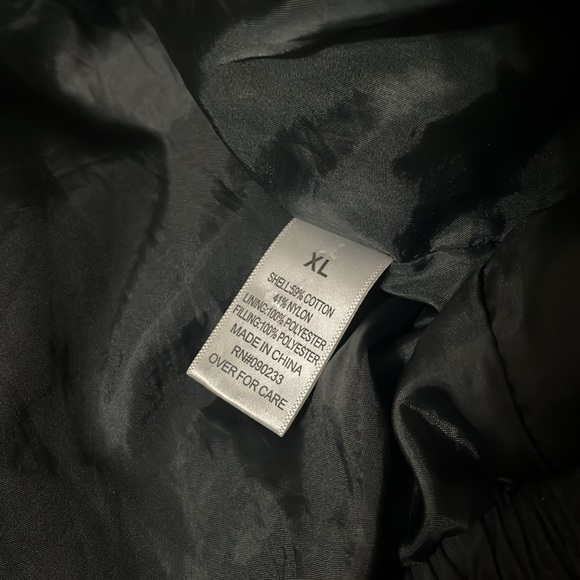 XL
SHELL:59% COTTON
41% NYLON
LINING:100% POLYESTER
FILLING:100% POLYESTER
MADE IN CHINA
RN#090233
OVER FOR CARE